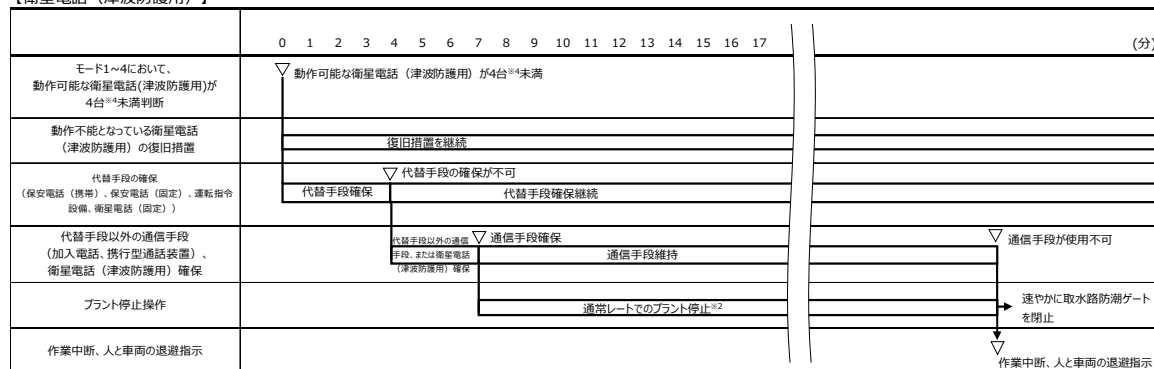 【衛星電話（津波防護用）】
0 1 2 3 4 5 6 7 8 9 10 11 12 13 14 15 16 17 (分)
モード1~4において、
動作可能な衛星電話(津波防護用)が
4台※4未満判断
動作可能な衛星電話（津波防護用）が4台※4未満
動作不能となっている衛星電話
（津波防護用）の復旧措置
復旧措置を継続
代替手段の確保
（保安電話（携帯）、保安電話（固定）、運転指令
設備、衛星電話（固定））
代替手段の確保が不可
代替手段確保
代替手段確保継続
代替手段以外の通信手段
（加入電話、携行型通話装置）、
衛星電話（津波防護用）確保
代替手段以外の通信
手段、または衛星電話
（津波防護用）確保
通信手段確保
通信手段維持
通信手段が使用不可
プラント停止操作
通常レートでのプラント停止※2
速やかに取水路防潮ゲート
を閉止
作業中断、人と車両の退避指示
作業中断、人と車両の退避指示